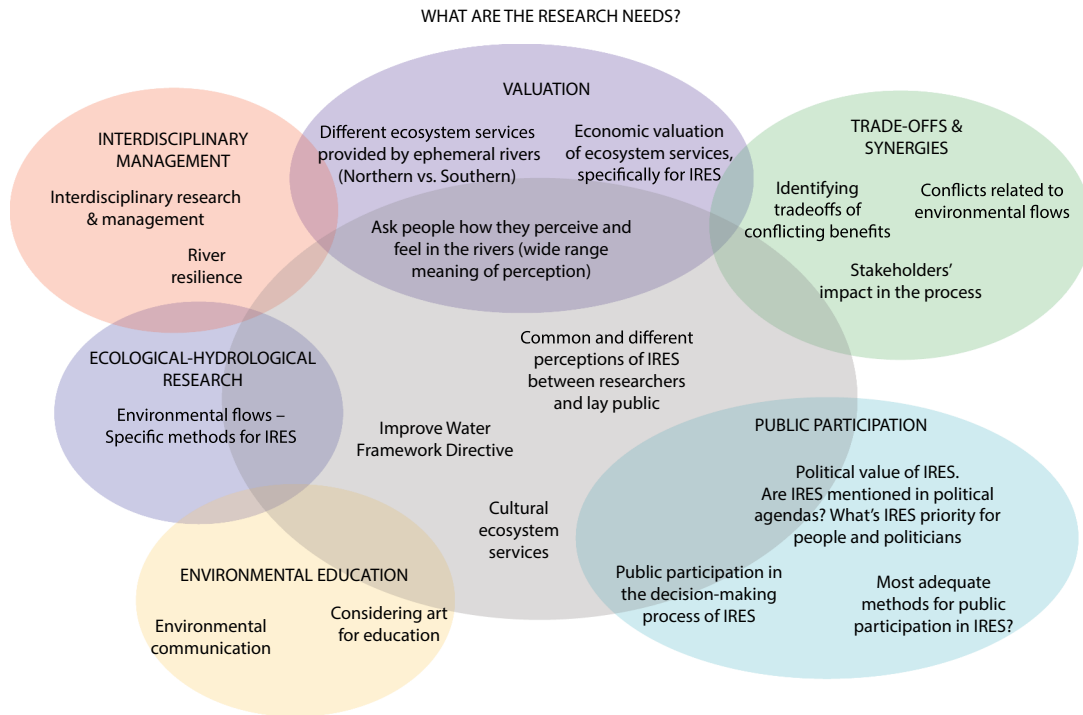 WHAT ARE THE RESEARCH NEEDS?
VALUATION
Different ecosystem services
provided by ephemeral rivers
(Northern vs. Southern)
Economic valuation
of ecosystem services,
specifically for IRES
Ask people how they perceive and
feel in the rivers (wide range
meaning of perception)
INTERDISCIPLINARY
MANAGEMENT
Interdisciplinary research
& management
River
resilience
TRADE-OFFS &
SYNERGIES
Identifying
tradeoffs of
conflicting benefits
Conflicts related to
environmental flows
Stakeholders’
impact in the process
ECOLOGICAL-HYDROLOGICAL
RESEARCH
Environmental flows –
Specific methods for IRES
Common and different
perceptions of IRES
between researchers
and lay public
Improve Water
Framework Directive
Cultural
ecosystem
services
PUBLIC PARTICIPATION
Political value of IRES.
Are IRES mentioned in political
agendas? What’s IRES priority for
people and politicians
Public participation in
the decision-making
process of IRES
Most adequate
methods for public
participation in IRES?
ENVIRONMENTAL EDUCATION
Environmental
communication
Considering art
for education